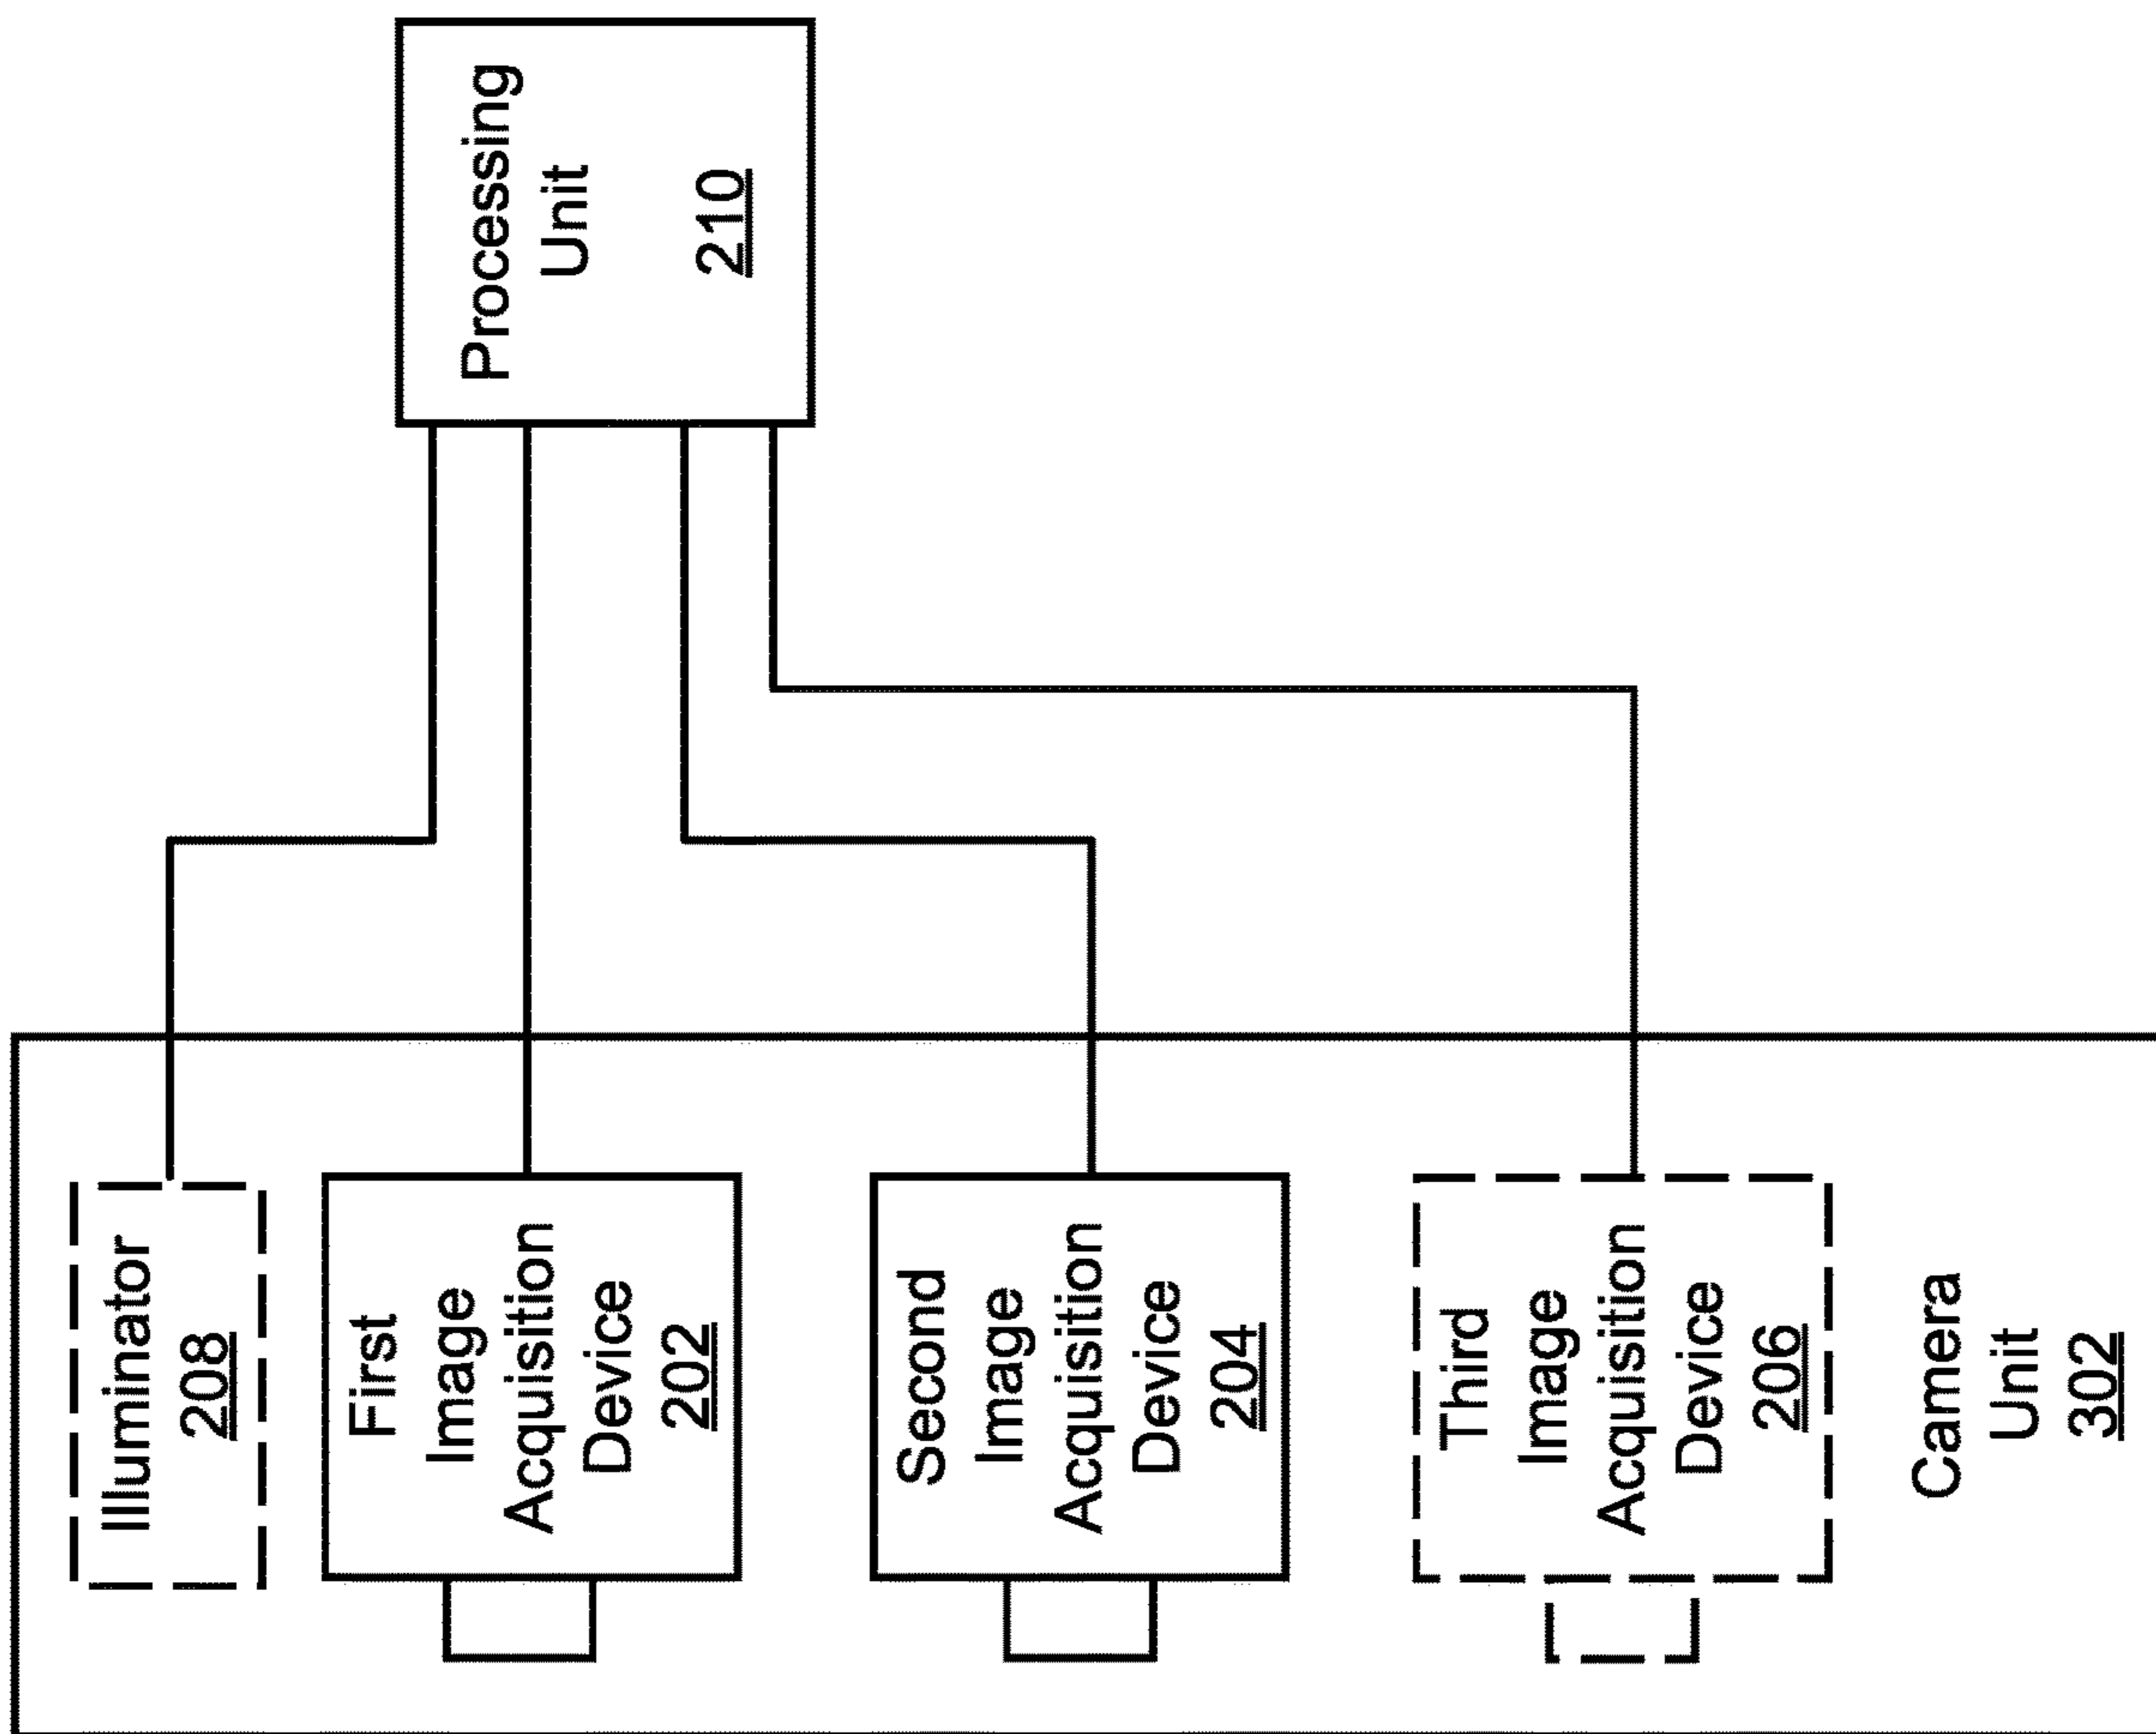 Processing
Unit
210
Illuminator
208
First
Image
Acquisition
Device
202
Second
Image
Acquisition
Device
204
Third
Image
Acquisition
Device
206
Camera
Unit
302